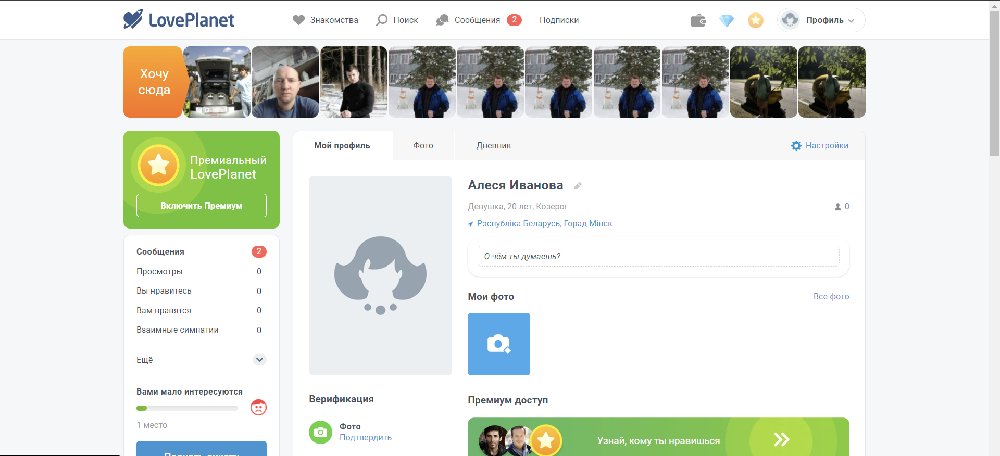 LovePlanet
Знакомства
Поиск
Сообщения 2
Подписки
Профиль
Хочу
сюда
Премиальный
LovePlanet
Включить Премиум
Сообщения 2
Просмотры 0
Вы нравитесь 0
Вам нравятся 0
Взаимные симпатии 0
Ещё
Вами мало интересуются
1 место
Поднять анкету
Мой профиль
Фото
Дневник
Настройки
Алеся Иванова
Девушка, 20 лет, Козерог
0
Рэспубліка Беларусь, Горад Мінск
О чём ты думаешь?
Мои фото
Все фото
Верификация
Фото
Подтвердить
Премиум доступ
Узнай, кому ты нравишься